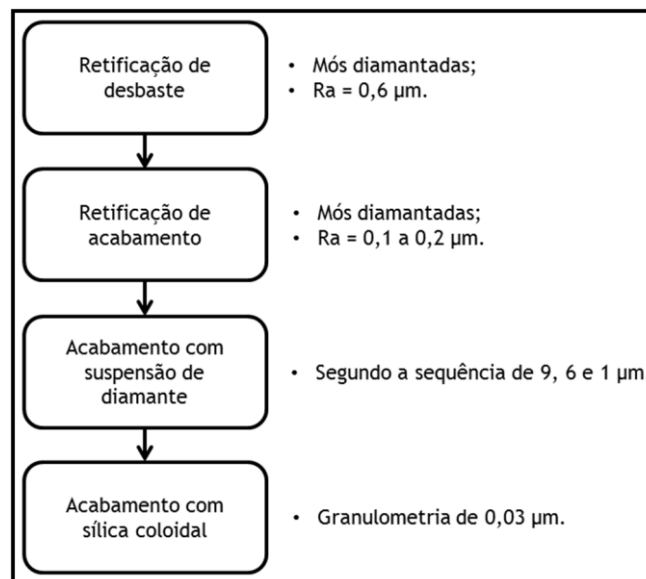 Retificação de
desbaste
• Mós diamantadas;
• Ra = 0,6 µm.
Retificação de
acabamento
• Mós diamantadas;
• Ra = 0,1 a 0,2 µm.
Acabamento com
suspensão de
diamante
• Segundo a sequência de 9, 6 e 1 µm
Acabamento com
sílica coloidal
• Granulometria de 0,03 µm.